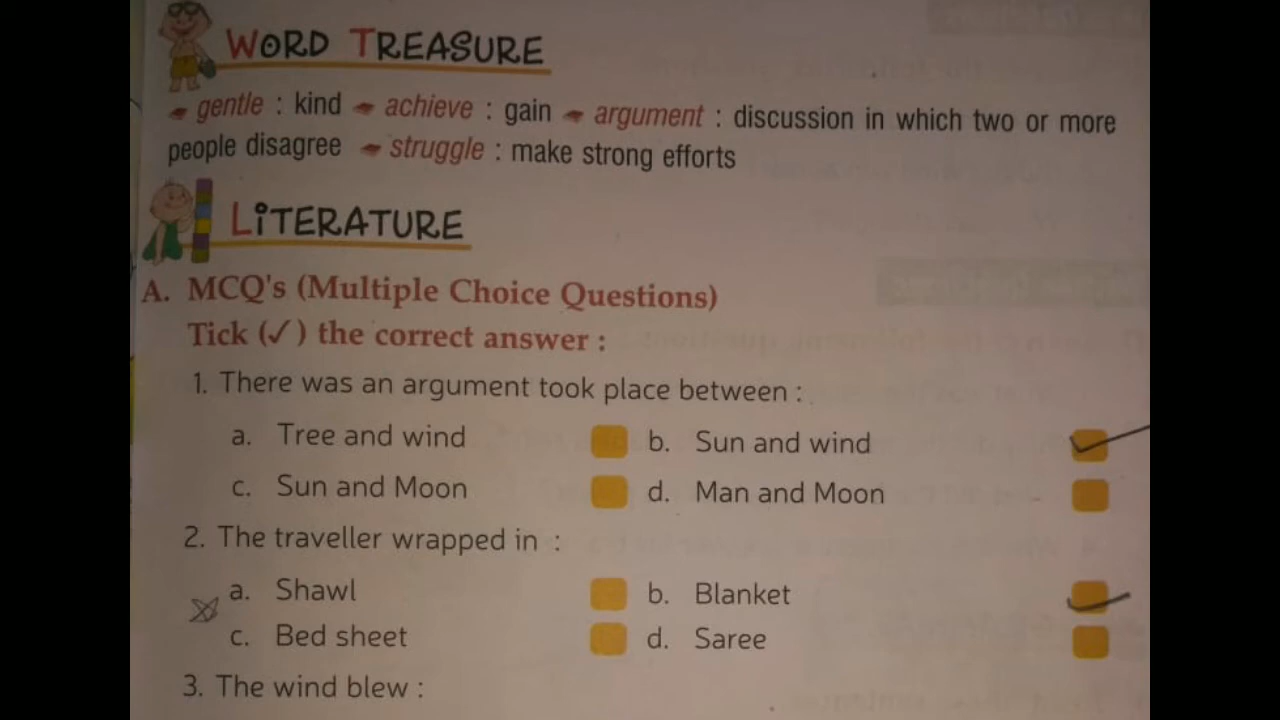 WORD TREASURE
gentle : kind achieve : gain argument : discussion in which two or more
people disagree struggle : make strong efforts
LiTERATURE
A. MCQ's (Multiple Choice Questions)
Tick (✓) the correct answer :
1. There was an argument took place between :
a. Tree and wind b. Sun and wind
c. Sun and Moon d. Man and Moon
2. The traveller wrapped in :
a. Shawl b. Blanket
c. Bed sheet d. Saree
3. The wind blew :